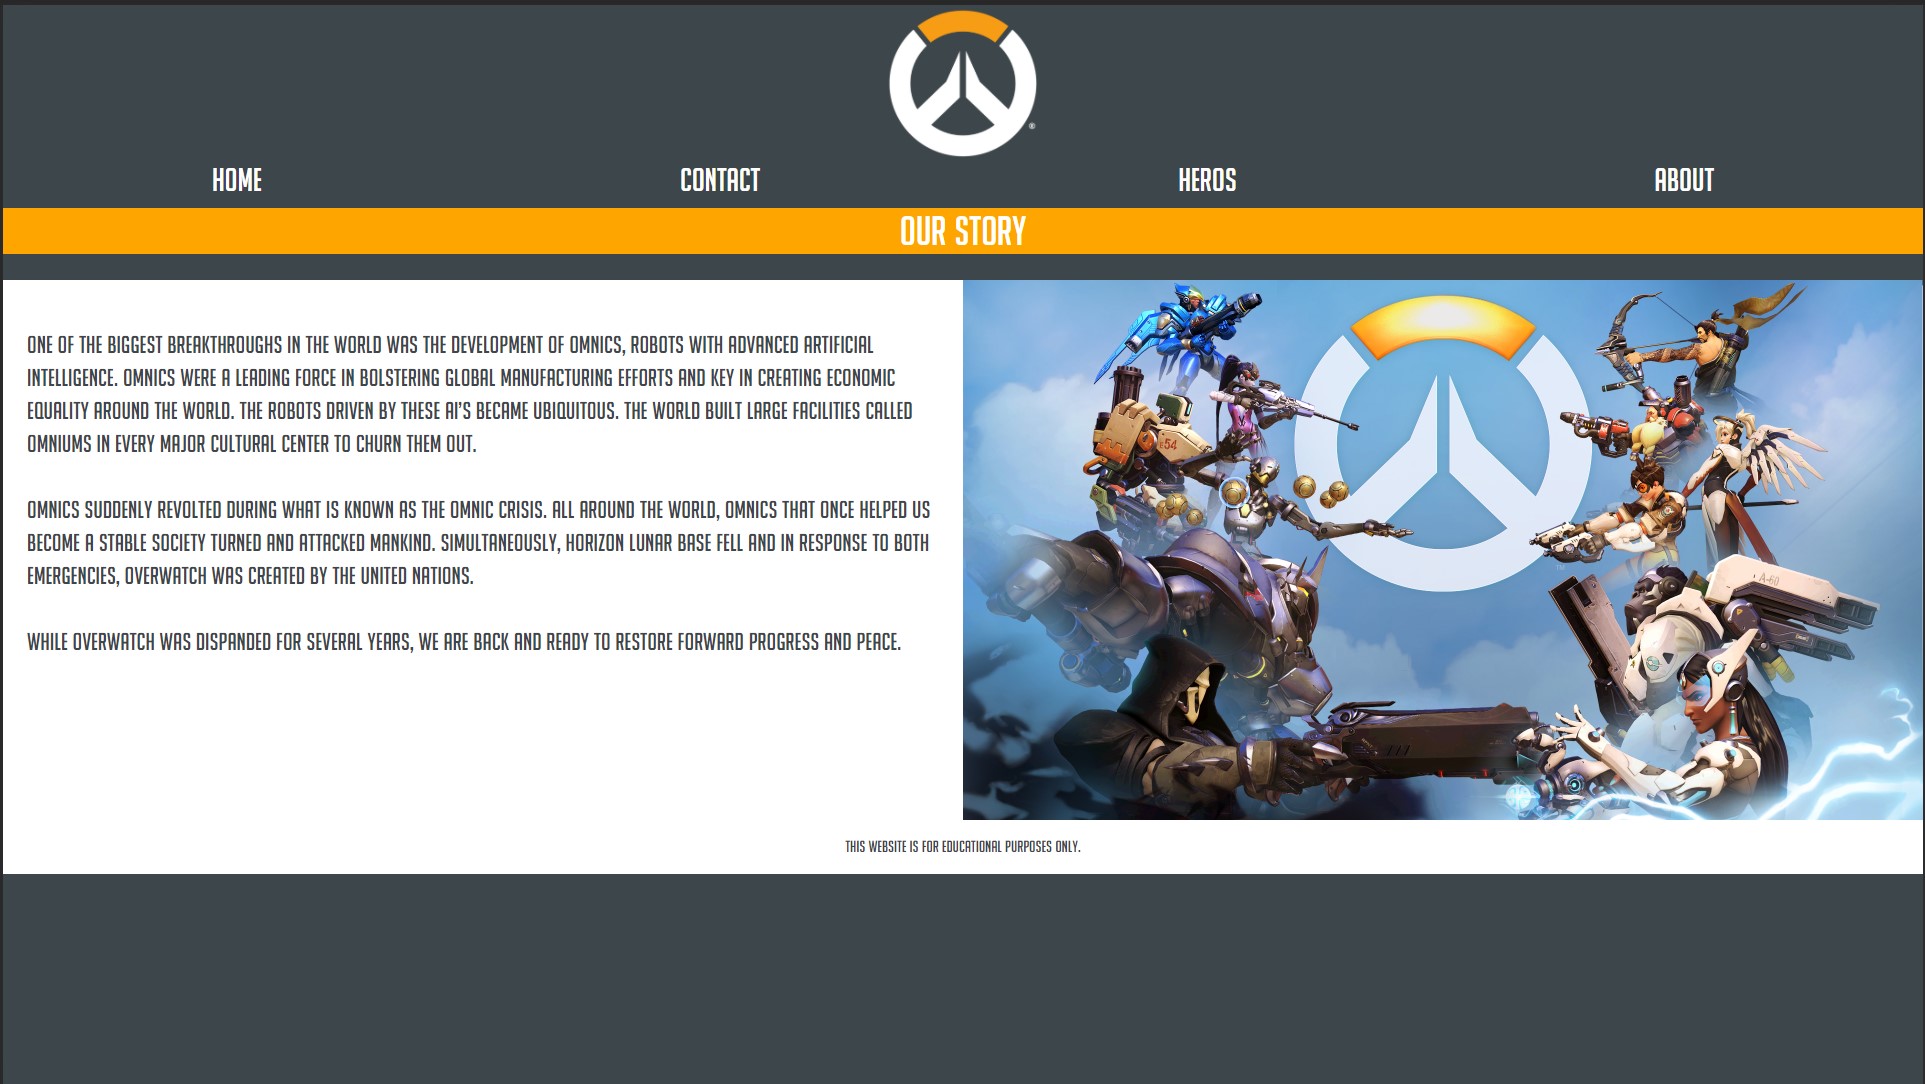 HOME CONTACT HEROS ABOUT
OUR STORY
ONE OF THE BIGGEST BREAKTHROUGHS IN THE WORLD WAS THE DEVELOPMENT OF OMNICS, ROBOTS WITH ADVANCED ARTIFICIAL
INTELLIGENCE. OMNICS WERE A LEADING FORCE IN BOLSTERING GLOBAL MANUFACTURING EFFORTS AND KEY IN CREATING ECONOMIC
EQUALITY AROUND THE WORLD. THE ROBOTS DRIVEN BY THESE AI'S BECAME UBIQUITOUS. THE WORLD BUILT LARGE FACILITIES CALLED
OMNIUMS IN EVERY MAJOR CULTURAL CENTER TO CHURN THEM OUT.
OMNICS SUDDENLY REVOLTED DURING WHAT IS KNOWN AS THE OMNIC CRISIS. ALL AROUND THE WORLD, OMNICS THAT ONCE HELPED US
BECOME A STABLE SOCIETY TURNED AND ATTACKED MANKIND. SIMULTANEOUSLY, HORIZON LUNAR BASE FELL AND IN RESPONSE TO BOTH
EMERGENCIES, OVERWATCH WAS CREATED BY THE UNITED NATIONS.
WHILE OVERWATCH WAS DISPANDED FOR SEVERAL YEARS, WE ARE BACK AND READY TO RESTORE FORWARD PROGRESS AND PEACE.
E54
TM
A-60
THIS WEBSITE IS FOR EDUCATIONAL PURPOSES ONLY.